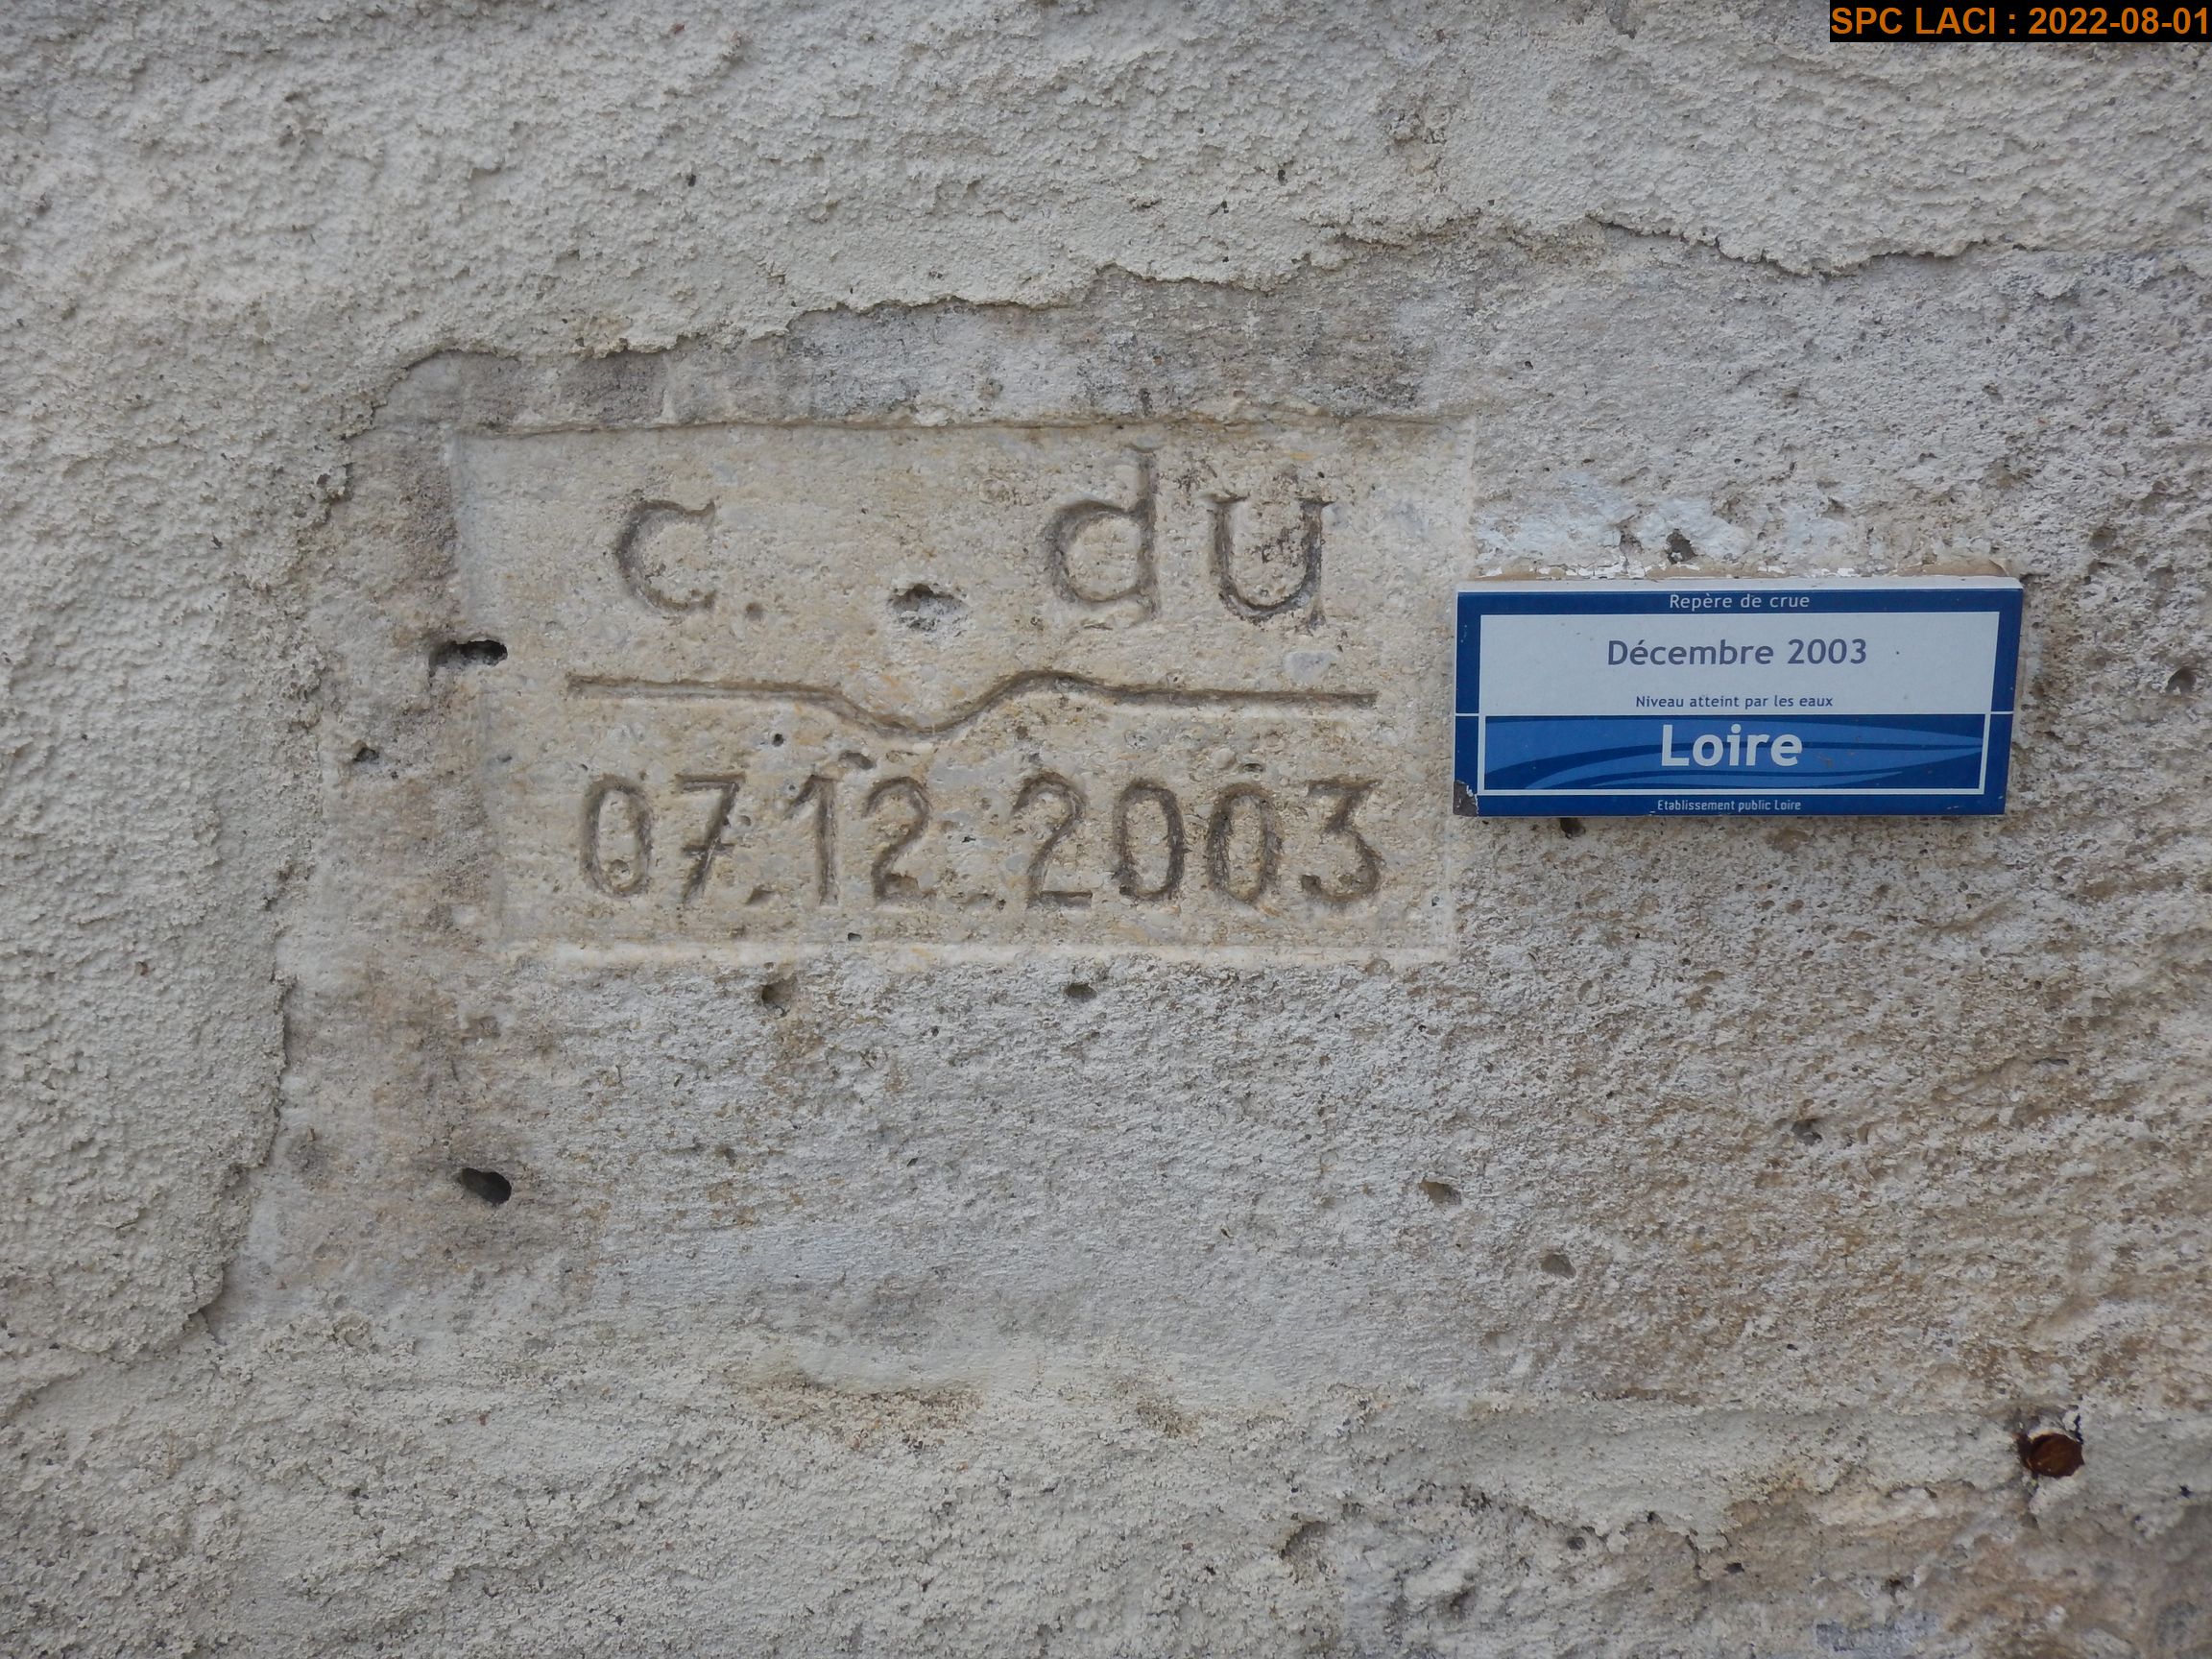 SPC LACI : 2022-08-01
c. du
07.12.2003
Repère de crue
Décembre 2003
Niveau atteint par les eaux
Loire
Etablissement public Loire